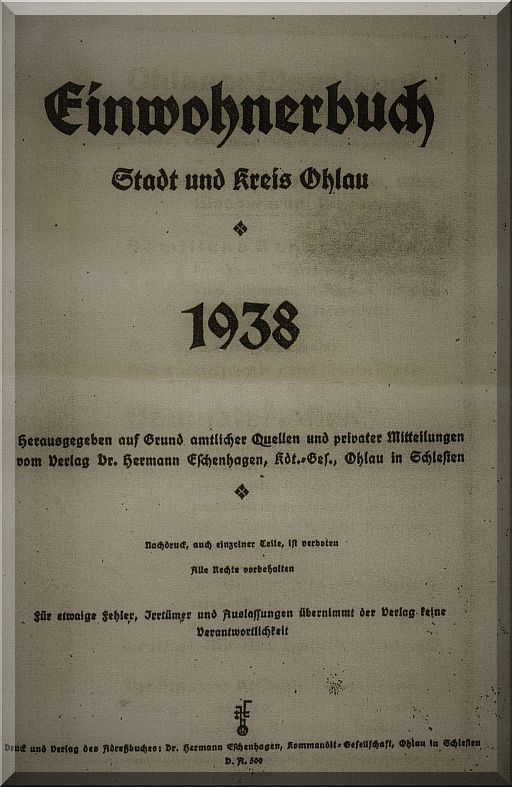 Einwohnerbuch
Stadt und Kreis Ohlau
1938
Herausgegeben auf Grund amtlicher Quellen und privater Mitteilungen
vom Verlag Dr. Hermann Eschenhagen, Kdt.-Ges., Ohlau in Schlesien
Nachdruck, auch einzelner Teile, ist verboten
Alle Rechte vorbehalten
Für etwaige Fehler, Irrtümer und Auslassungen übernimmt der Verlag keine
Verantwortlichkeit
Druck und Verlag des Adreßbuches: Dr. Hermann Eschenhagen, Kommandit-Gesellschaft, Ohlau in Schlesien
D. A. 500